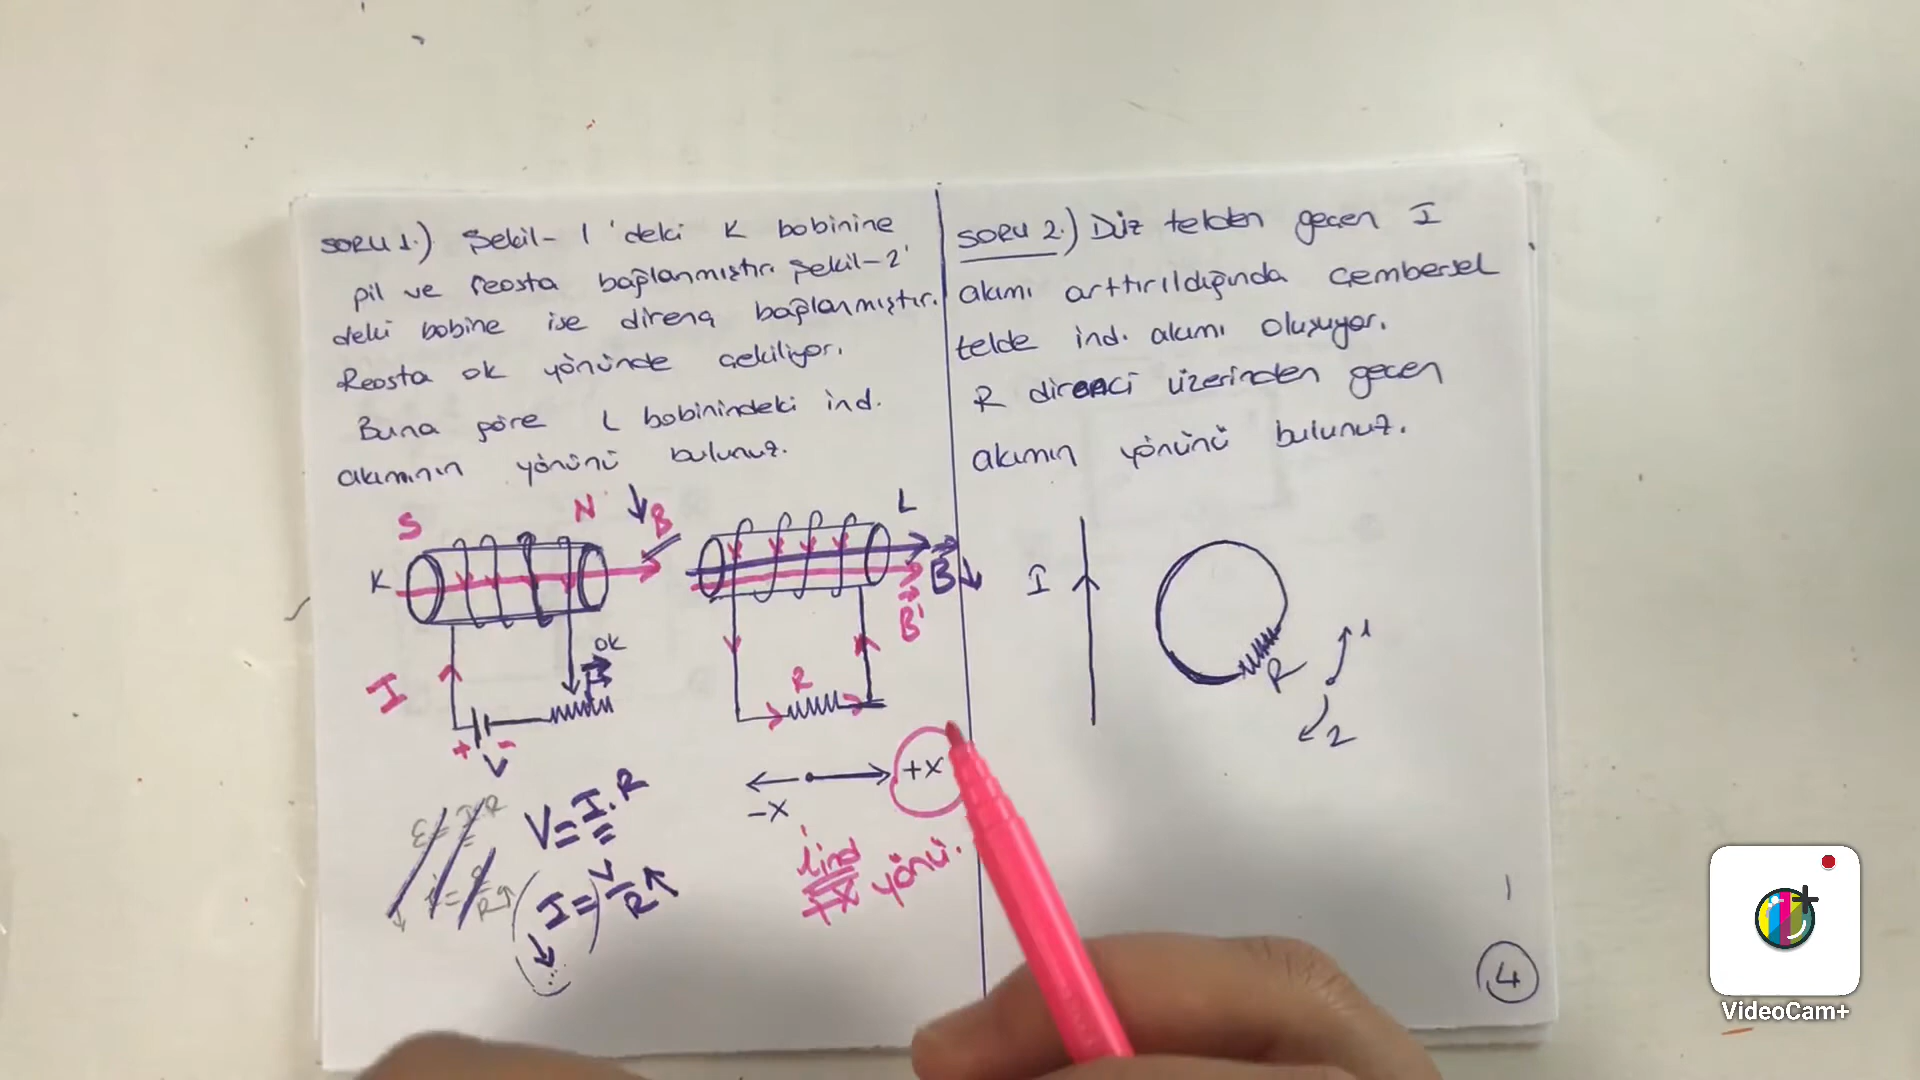 SORU 1.) Şekil-1'deki K bobinine
pil ve reosta bağlanmıştır. Şekil-2'
deki bobine ise direnç bağlanmıştır.
Reosta ok yönünde çekiliyor.
Buna göre L bobinindeki ind.
akımının yönünü bulunuz.
S
N
B
L
K
B
B'
ok
I
R
+ -
V
+x
-x
V = I.R
I = V/R
iind
+x yönü.
SORU 2.) Düz telden geçen I
akımı arttırıldığında çembersel
telde ind. akımı oluşuyor.
R direnci üzerinden geçen
akımın yönünü bulunuz.
I
R
1
2
1
4
VideoCam+